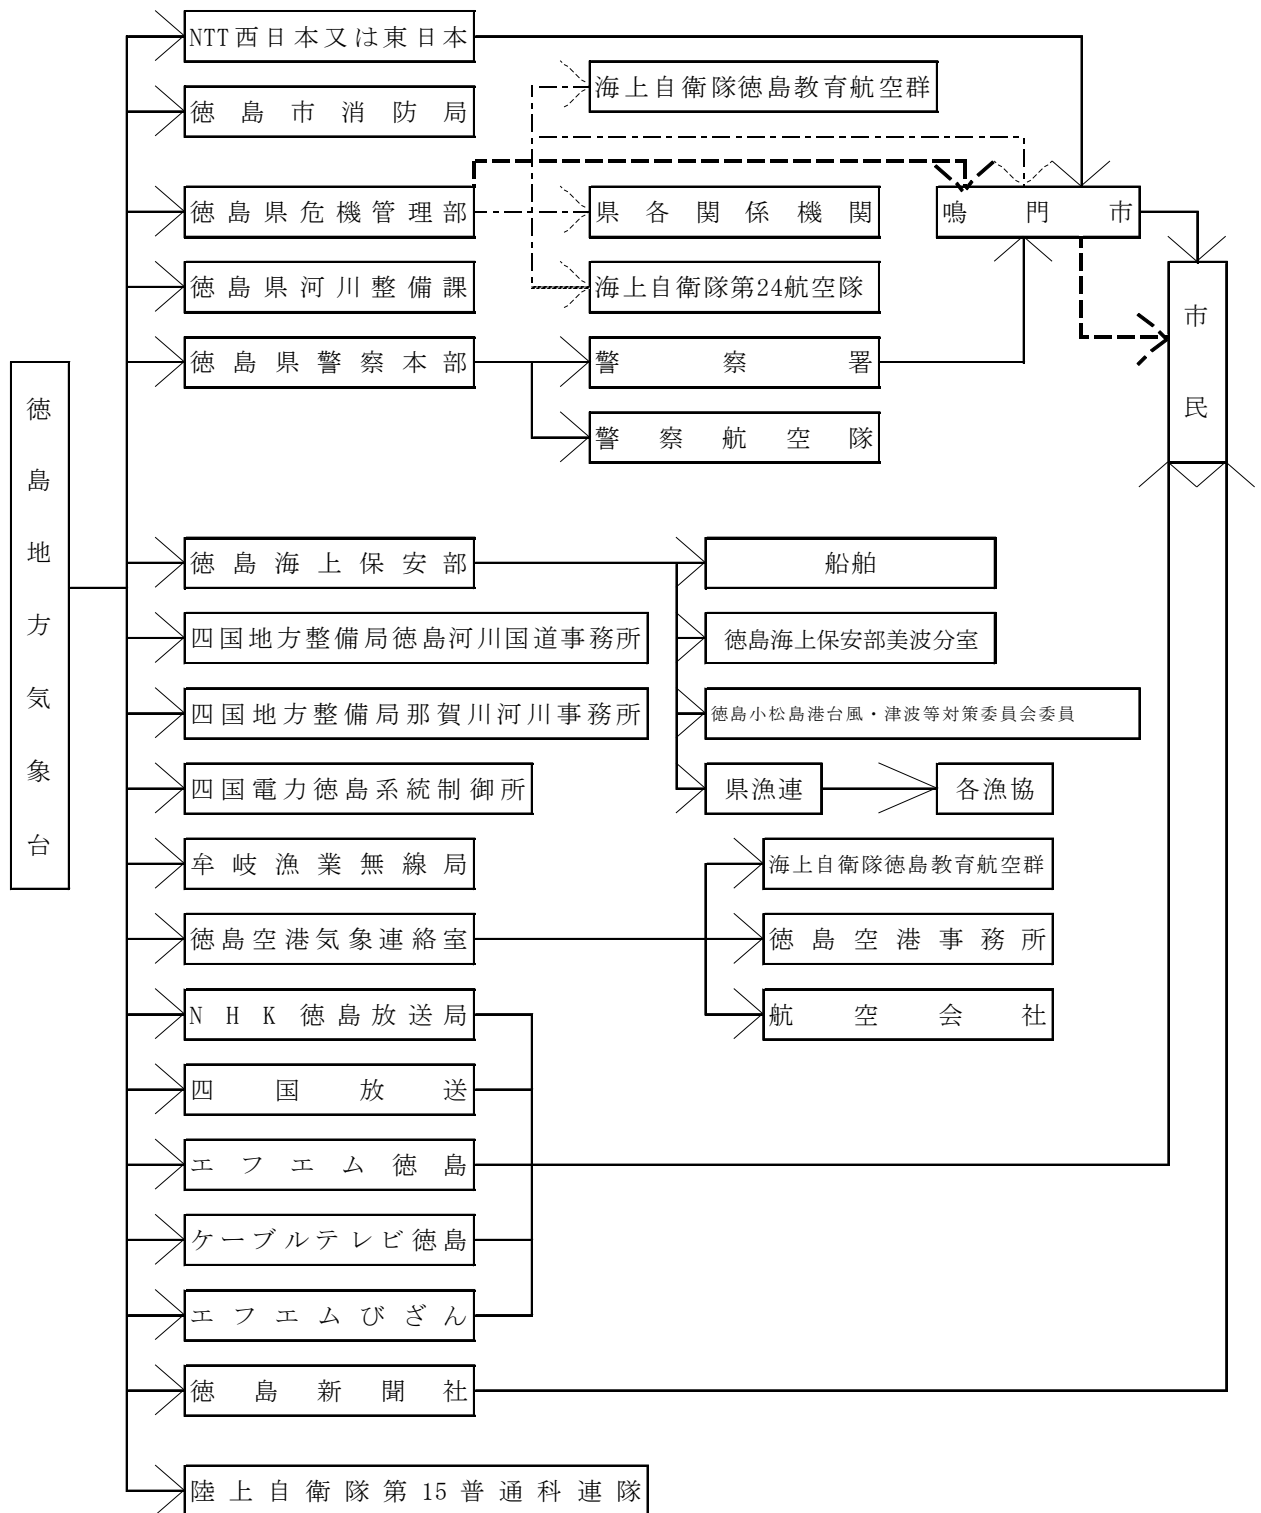 NTT西日本又は東日本
海上自衛隊徳島教育航空群
徳島市消防局
徳島県危機管理部
県各関係機関
鳴門市
徳島県河川整備課
海上自衛隊第24航空隊
市民
徳島県警察本部
警察署
警察航空隊
徳島地方気象台
徳島海上保安部
船舶
四国地方整備局徳島河川国道事務所
徳島海上保安部美波分室
四国地方整備局那賀川河川事務所
徳島小松島港台風・津波等対策委員会委員
四国電力徳島系統制御所
県漁連
各漁協
牟岐漁業無線局
海上自衛隊徳島教育航空群
徳島空港気象連絡室
徳島空港事務所
NHK徳島放送局
航空会社
四国放送
エフエム徳島
ケーブルテレビ徳島
エフエムびざん
徳島新聞社
陸上自衛隊第15普通科連隊